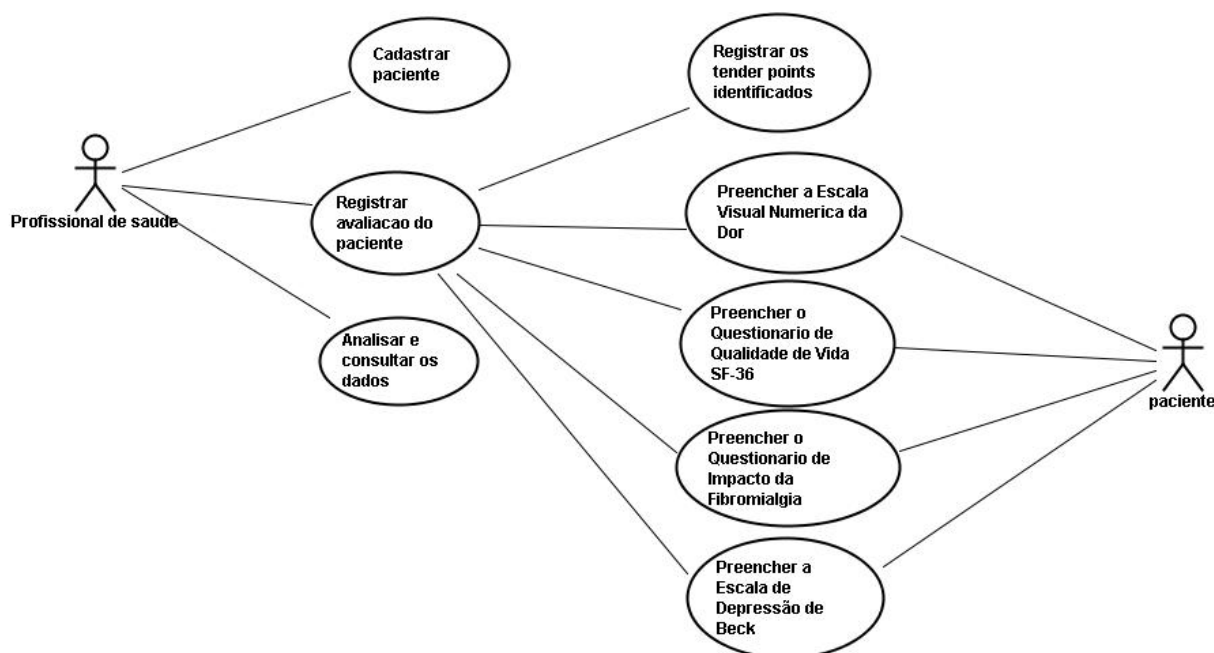 Cadastrar
paciente
Registrar os
tender points
identificados
Profissional de saude
Registrar
avaliacao do
paciente
Preencher a Escala
Visual Numerica da
Dor
Analisar e
consultar os
dados
Preencher o
Questionario de
Qualidade de Vida
SF-36
paciente
Preencher o
Questionario de
Impacto da
Fibromialgia
Preencher a
Escala de
Depressão de
Beck